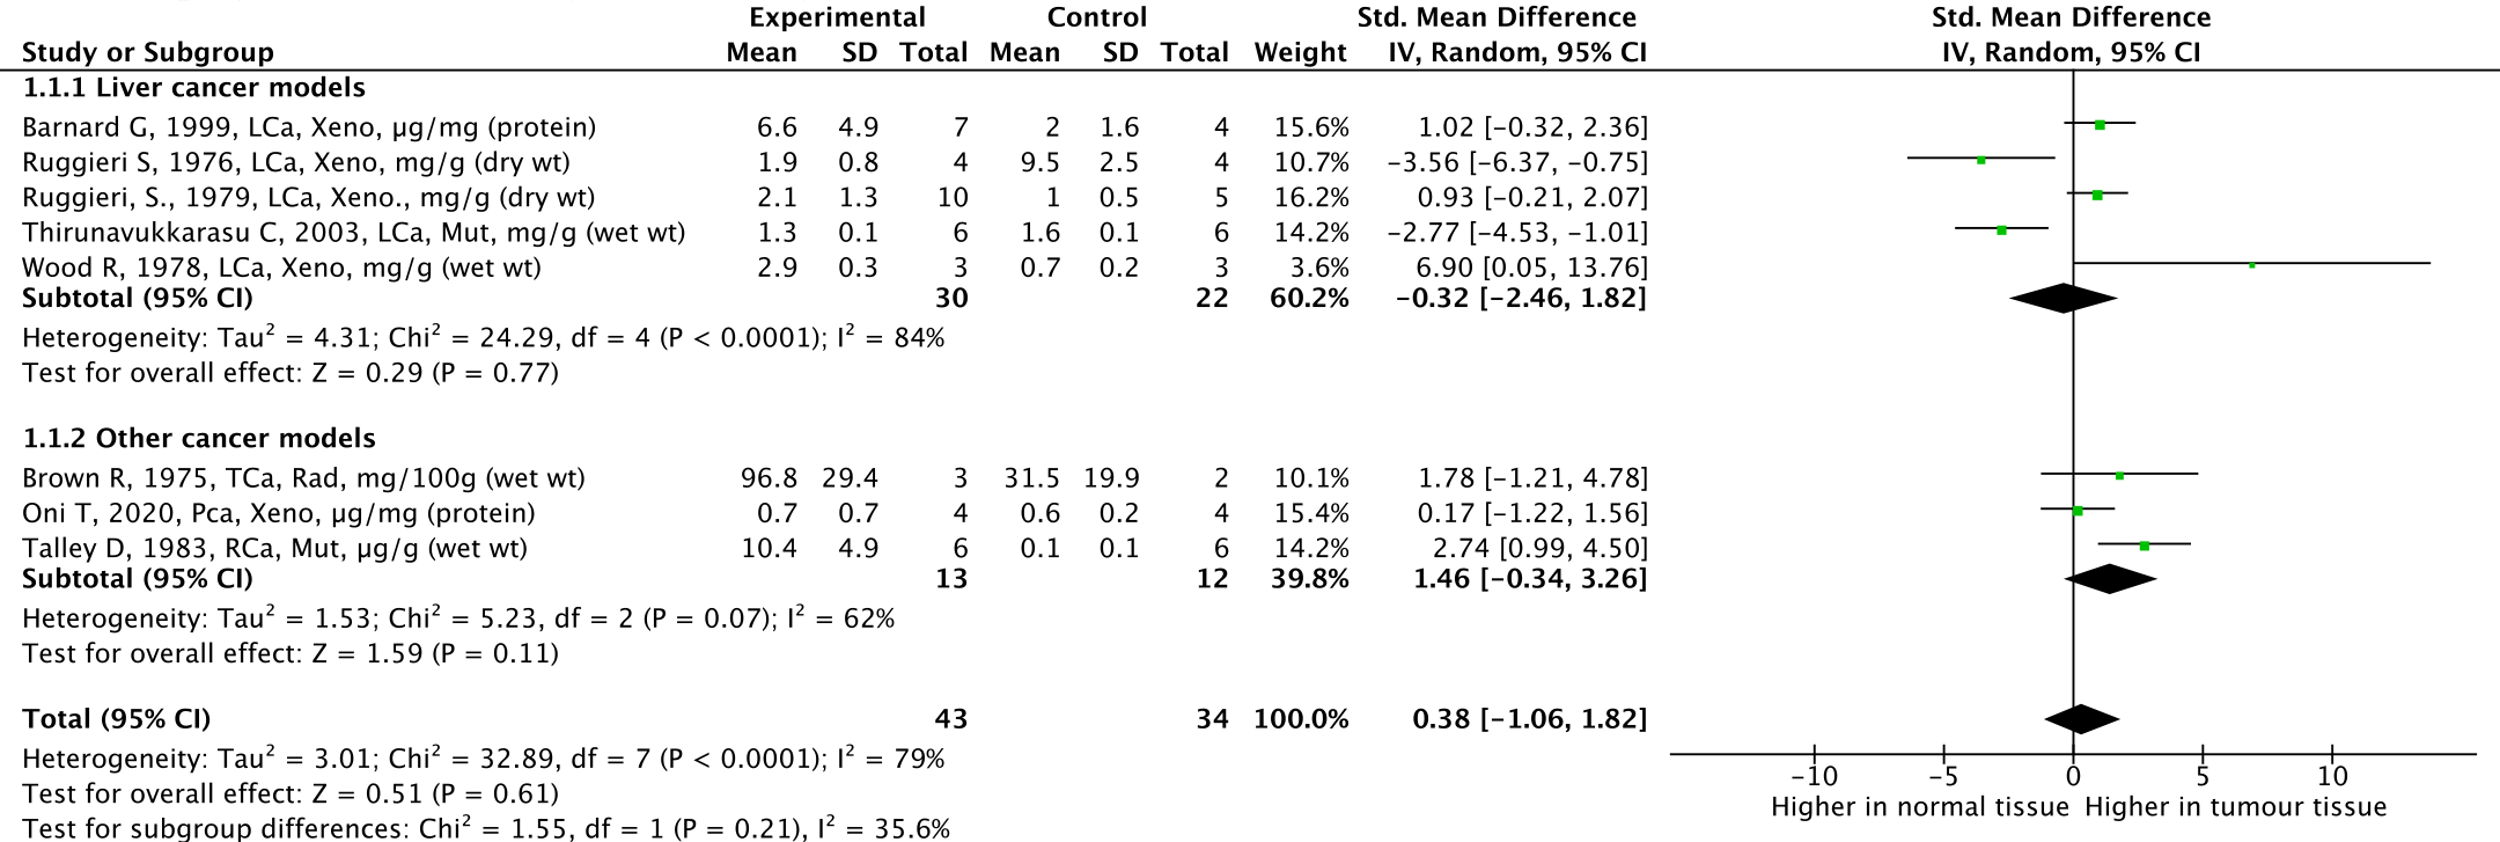 Experimental Control Std. Mean Difference Std. Mean Difference
Study or Subgroup Mean SD Total Mean SD Total Weight IV, Random, 95% CI IV, Random, 95% CI
1.1.1 Liver cancer models
Barnard G, 1999, LCa, Xeno, µg/mg (protein) 6.6 4.9 7 2 1.6 4 15.6% 1.02 [−0.32, 2.36]
Ruggieri S, 1976, LCa, Xeno, mg/g (dry wt) 1.9 0.8 4 9.5 2.5 4 10.7% −3.56 [−6.37, −0.75]
Ruggieri, S., 1979, LCa, Xeno., mg/g (dry wt) 2.1 1.3 10 1 0.5 5 16.2% 0.93 [−0.21, 2.07]
Thirunavukkarasu C, 2003, LCa, Mut, mg/g (wet wt) 1.3 0.1 6 1.6 0.1 6 14.2% −2.77 [−4.53, −1.01]
Wood R, 1978, LCa, Xeno, mg/g (wet wt) 2.9 0.3 3 0.7 0.2 3 3.6% 6.90 [0.05, 13.76]
Subtotal (95% CI) 30 22 60.2% −0.32 [−2.46, 1.82]
Heterogeneity: Tau² = 4.31; Chi² = 24.29, df = 4 (P < 0.0001); I² = 84%
Test for overall effect: Z = 0.29 (P = 0.77)
1.1.2 Other cancer models
Brown R, 1975, TCa, Rad, mg/100g (wet wt) 96.8 29.4 3 31.5 19.9 2 10.1% 1.78 [−1.21, 4.78]
Oni T, 2020, Pca, Xeno, µg/mg (protein) 0.7 0.7 4 0.6 0.2 4 15.4% 0.17 [−1.22, 1.56]
Talley D, 1983, RCa, Mut, µg/g (wet wt) 10.4 4.9 6 0.1 0.1 6 14.2% 2.74 [0.99, 4.50]
Subtotal (95% CI) 13 12 39.8% 1.46 [−0.34, 3.26]
Heterogeneity: Tau² = 1.53; Chi² = 5.23, df = 2 (P = 0.07); I² = 62%
Test for overall effect: Z = 1.59 (P = 0.11)
Total (95% CI) 43 34 100.0% 0.38 [−1.06, 1.82]
Heterogeneity: Tau² = 3.01; Chi² = 32.89, df = 7 (P < 0.0001); I² = 79%
Test for overall effect: Z = 0.51 (P = 0.61)
Test for subgroup differences: Chi² = 1.55, df = 1 (P = 0.21), I² = 35.6%
−10 −5 0 5 10
Higher in normal tissue Higher in tumour tissue